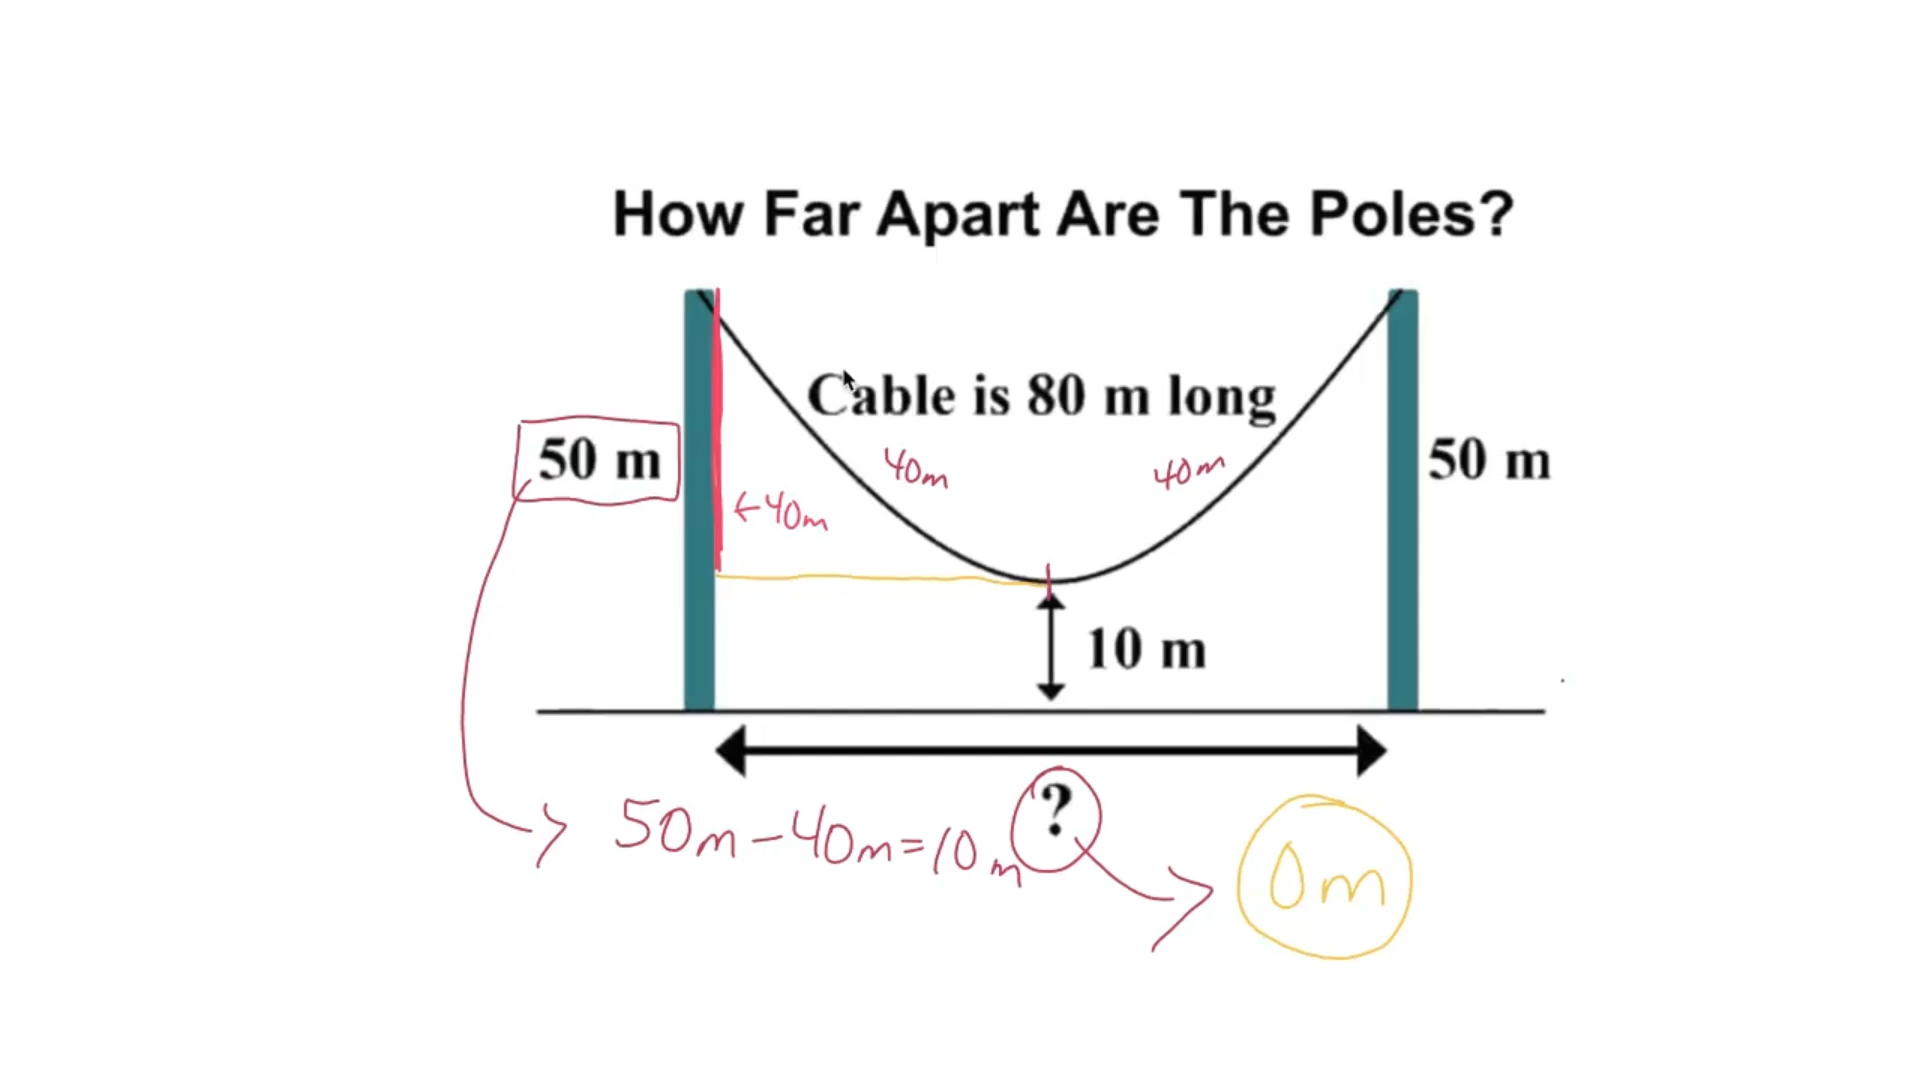 How Far Apart Are The Poles?
Cable is 80 m long
50 m
40m
40m
50 m
←40m
10 m
50m-40m=10m
?
0m